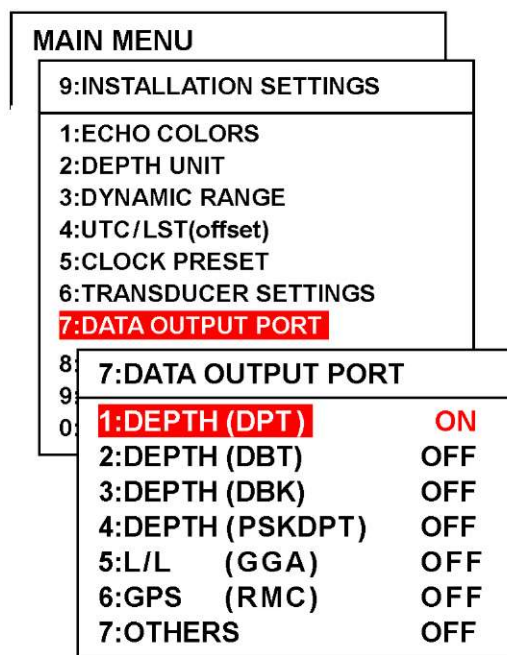 MAIN MENU
9:INSTALLATION SETTINGS
1:ECHO COLORS
2:DEPTH UNIT
3:DYNAMIC RANGE
4:UTC/LST(offset)
5:CLOCK PRESET
6:TRANSDUCER SETTINGS
7:DATA OUTPUT PORT
8:
9:
0:
7:DATA OUTPUT PORT
1:DEPTH (DPT) ON
2:DEPTH (DBT) OFF
3:DEPTH (DBK) OFF
4:DEPTH (PSKDPT) OFF
5:L/L (GGA) OFF
6:GPS (RMC) OFF
7:OTHERS OFF